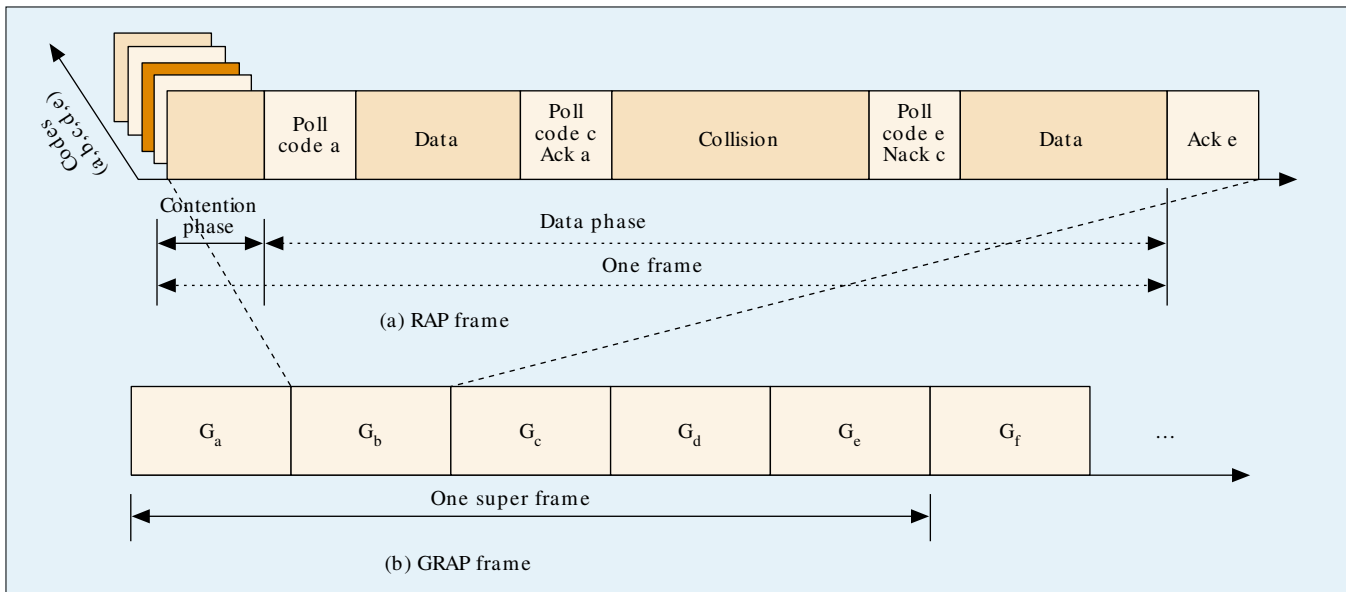 Codes
(a,b,c,d,e)
Poll
code a
Data
Poll
code c
Ack a
Collision
Poll
code e
Nack c
Data
Ack e
Contention
phase
Data phase
One frame
(a) RAP frame
Ga
Gb
Gc
Gd
Ge
Gf
...
One super frame
(b) GRAP frame